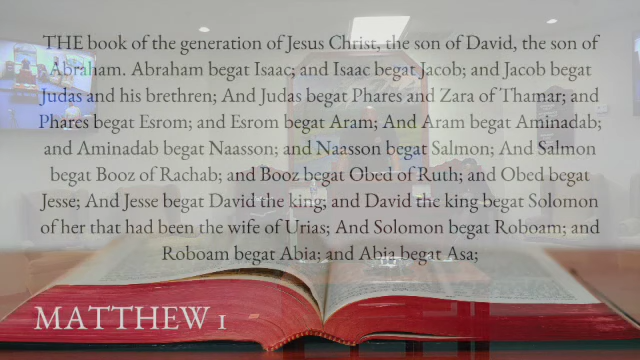 THE book of the generation of Jesus Christ, the son of David, the son of
Abraham. Abraham begat Isaac; and Isaac begat Jacob; and Jacob begat
Judas and his brethren; And Judas begat Phares and Zara of Thamar; and
Phares begat Esrom; and Esrom begat Aram; And Aram begat Aminadab;
and Aminadab begat Naasson; and Naasson begat Salmon; And Salmon
begat Booz of Rachab; and Booz begat Obed of Ruth; and Obed begat
Jesse; And Jesse begat David the king; and David the king begat Solomon
of her that had been the wife of Urias; And Solomon begat Roboam; and
Roboam begat Abia; and Abia begat Asa;
MATTHEW 1